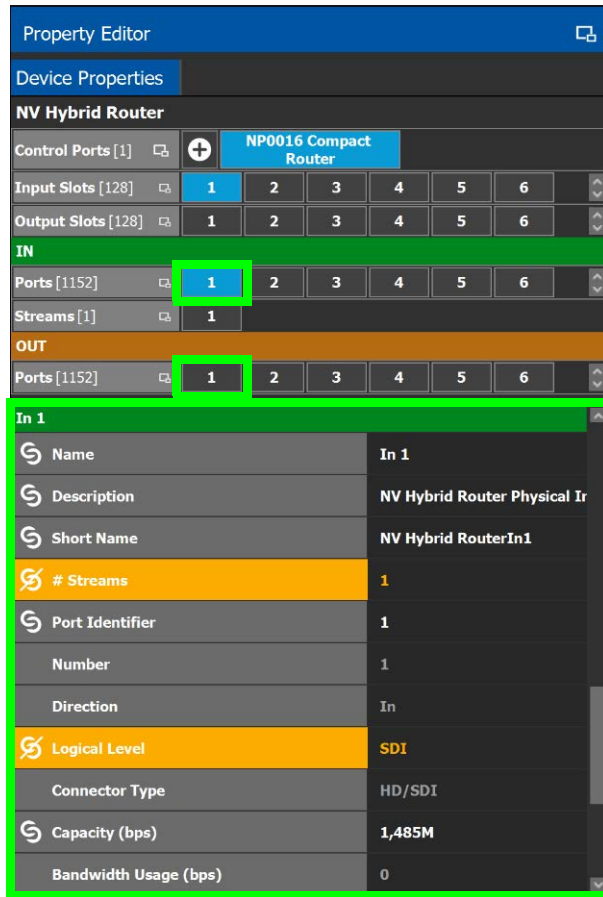 Property Editor
Device Properties
NV Hybrid Router
Control Ports [1] NP0016 Compact Router
Input Slots [128] 1 2 3 4 5 6
Output Slots [128] 1 2 3 4 5 6
IN
Ports [1152] 1 2 3 4 5 6
Streams [1] 1
OUT
Ports [1152] 1 2 3 4 5 6
In 1
Name In 1
Description NV Hybrid Router Physical In
Short Name NV Hybrid RouterIn1
# Streams 1
Port Identifier 1
Number 1
Direction In
Logical Level SDI
Connector Type HD/SDI
Capacity (bps) 1,485M
Bandwidth Usage (bps) 0